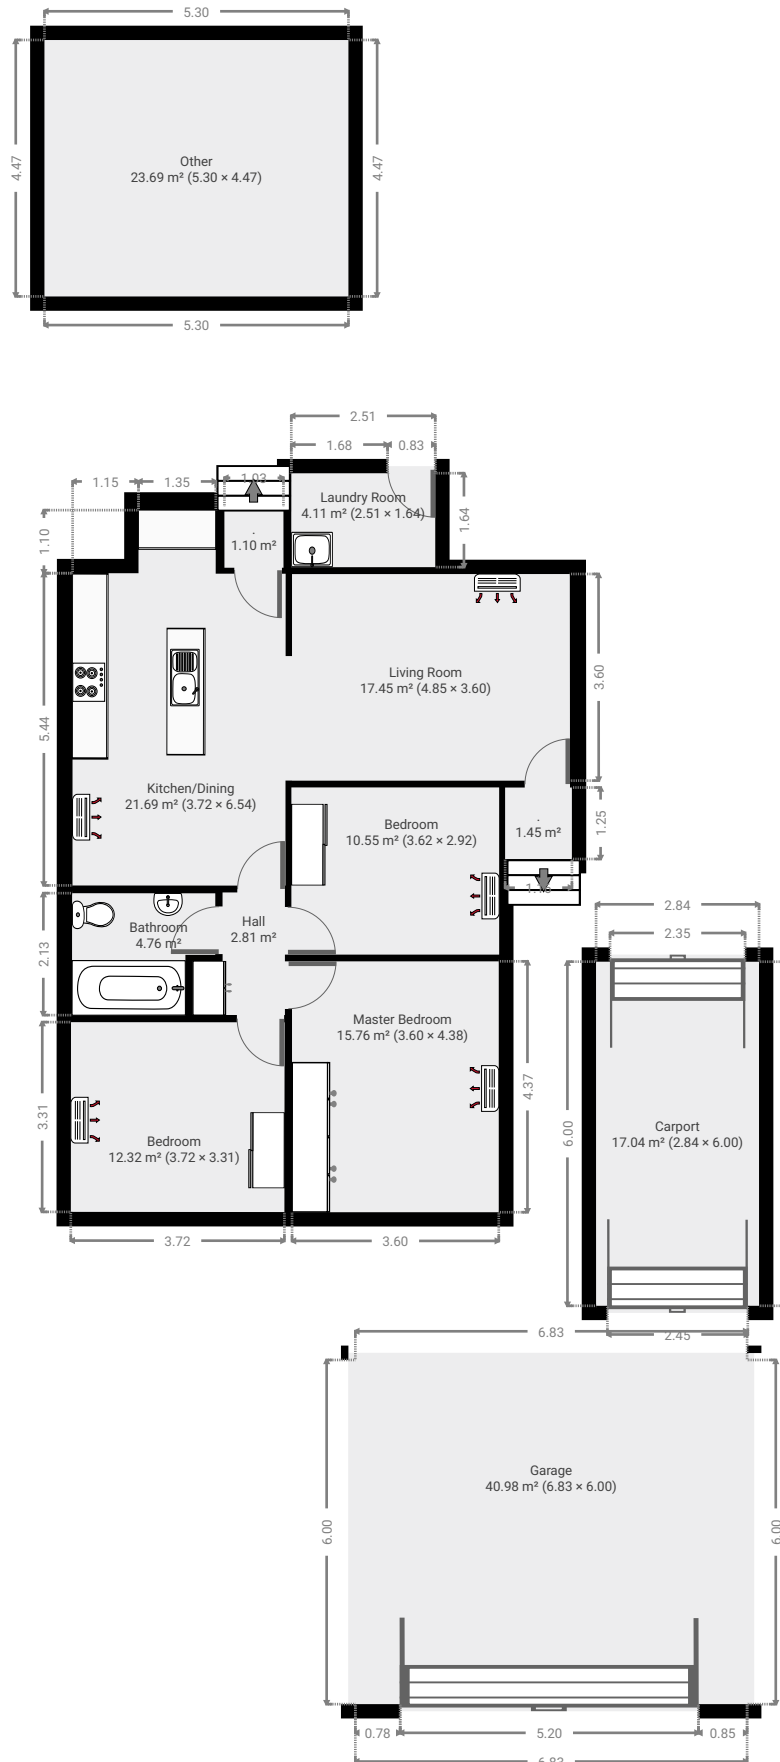 5.30
4.47
4.47
Other
23.69 m² (5.30 × 4.47)
5.30
2.51
1.68
0.83
1.15
1.35
1.03
1.10
.
1.10 m²
Laundry Room
4.11 m² (2.51 × 1.64)
1.64
5.44
Living Room
17.45 m² (4.85 × 3.60)
3.60
Kitchen/Dining
21.69 m² (3.72 × 6.54)
Bedroom
10.55 m² (3.62 × 2.92)
.
1.45 m²
1.25
2.13
Bathroom
4.76 m²
Hall
2.81 m²
2.84
2.35
Master Bedroom
15.76 m² (3.60 × 4.38)
4.37
3.31
Bedroom
12.32 m² (3.72 × 3.31)
3.72
3.60
6.00
Carport
17.04 m² (2.84 × 6.00)
2.45
6.83
6.00
Garage
40.98 m² (6.83 × 6.00)
6.00
0.78
5.20
0.85
6.83